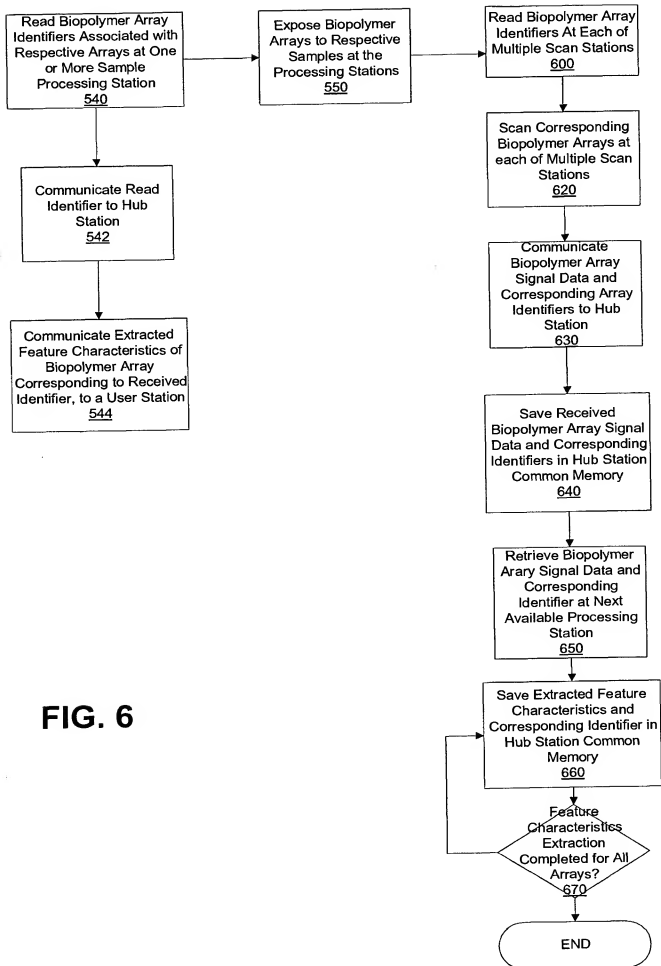 Read Biopolymer Array
Identifiers Associated with
Respective Arrays at One
or More Sample
Processing Station
540
Expose Biopolymer
Arrays to Respective
Samples at the
Processing Stations
550
Read Biopolymer Array
Identifiers At Each of
Multiple Scan Stations
600
Communicate Read
Identifier to Hub
Station
542
Scan Corresponding
Biopolymer Arrays at
each of Multiple Scan
Stations
620
Communicate Extracted
Feature Characteristics of
Biopolymer Array
Corresponding to Received
Identifier, to a User Station
544
Communicate
Biopolymer Array
Signal Data and
Corresponding Array
Identifiers to Hub
Station
630
Save Received
Biopolymer Array Signal
Data and Corresponding
Identifiers in Hub Station
Common Memory
640
Retrieve Biopolymer
Arary Signal Data and
Corresponding
Identifier at Next
Available Processing
Station
650
Save Extracted Feature
Characteristics and
Corresponding Identifier in
Hub Station Common
Memory
660
Feature
Characteristics
Extraction
Completed for All
Arrays?
670
END
FIG. 6